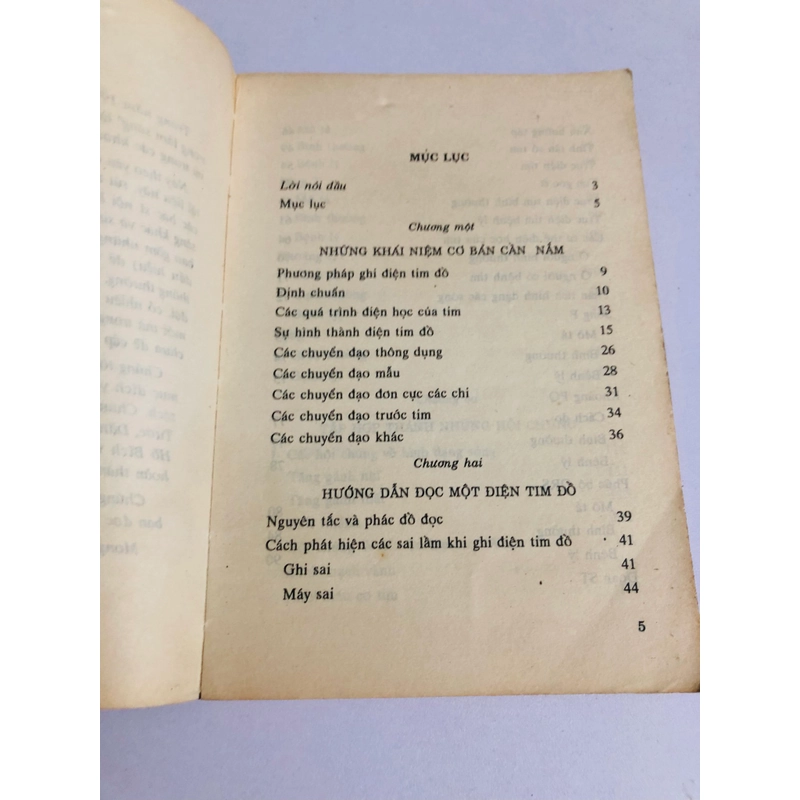 MỤC LỤC
Lời nói đầu 3
Mục lục 5
Chương một
NHỮNG KHÁI NIỆM CƠ BẢN CẦN NẮM
Phương pháp ghi điện tim đồ 9
Định chuẩn 10
Các quá trình điện học của tim 13
Sự hình thành điện tim đồ 15
Các chuyển đạo thông dụng 26
Các chuyển đạo mẫu 28
Các chuyển đạo đơn cực các chi 31
Các chuyển đạo trước tim 34
Các chuyển đạo khác 36
Chương hai
HƯỚNG DẪN ĐỌC MỘT ĐIỆN TIM ĐỒ
Nguyên tắc và phác đồ đọc 39
Cách phát hiện các sai lầm khi ghi điện tim đồ 41
Ghi sai 41
Máy sai 44
5